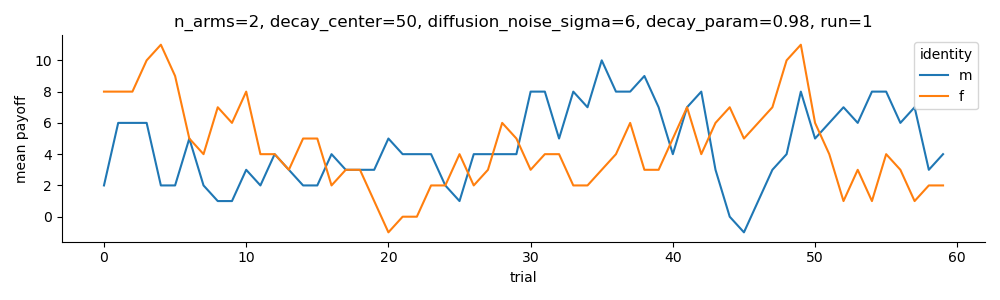 n_arms=2, decay_center=50, diffusion_noise_sigma=6, decay_param=0.98, run=1
identity
m
f
mean payoff
10
8
6
4
2
0
0 10 20 30 40 50 60
trial